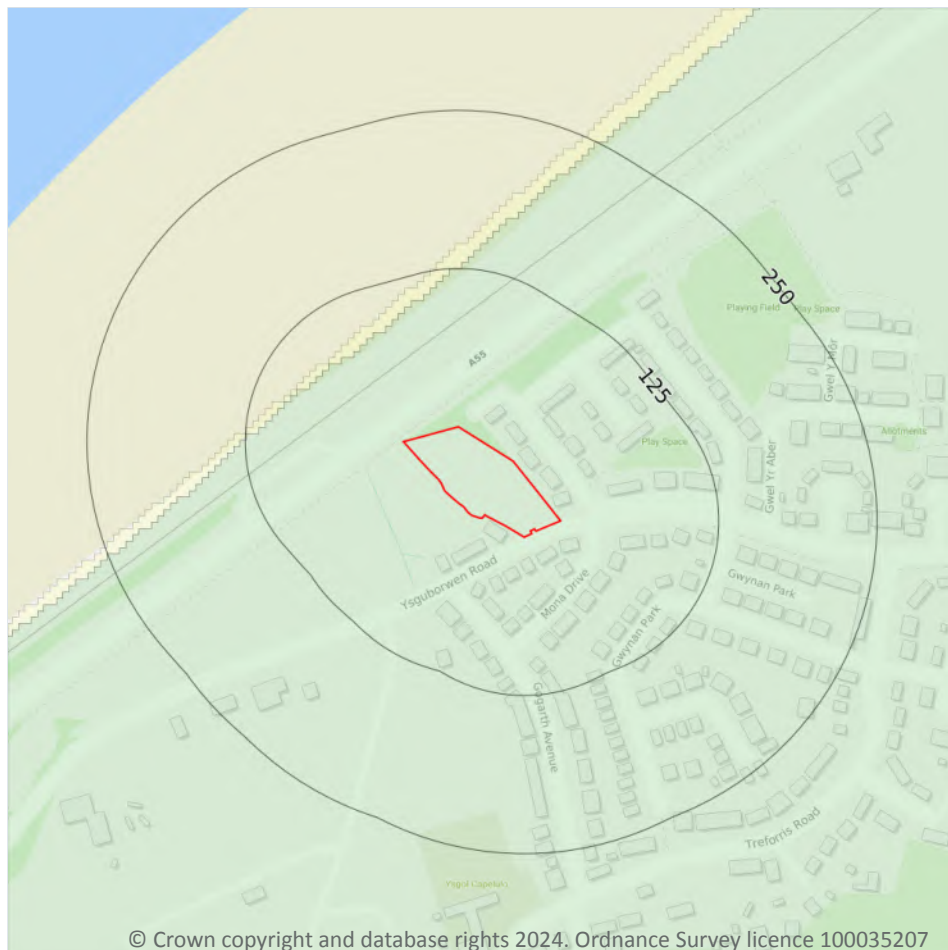 250
Playing Field
Play Space
Gwel Y Môr
A55
125
Allotments
Play Space
Gwel Yr Aber
Ysguborwen Road
Mona Drive
Gwynan Park
Gwynan Park
Gogarth Avenue
Treforris Road
Ysgol Capelulo
© Crown copyright and database rights 2024. Ordnance Survey licence 100035207